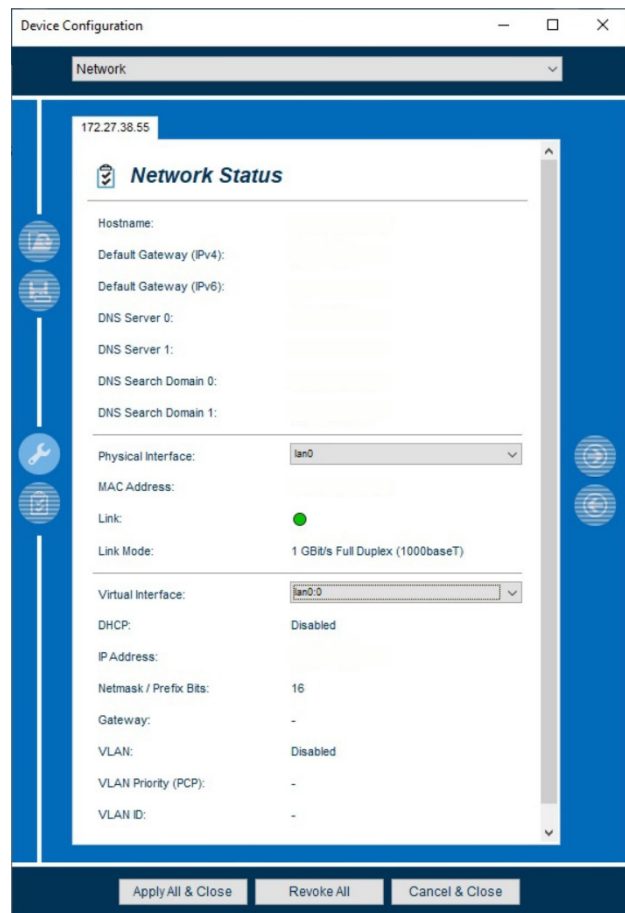 Device Configuration
Network
172.27.38.55
Network Status
Hostname:
Default Gateway (IPv4):
Default Gateway (IPv6):
DNS Server 0:
DNS Server 1:
DNS Search Domain 0:
DNS Search Domain 1:
Physical Interface: lan0
MAC Address:
Link:
Link Mode: 1 GBit/s Full Duplex (1000baseT)
Virtual Interface: lan0:0
DHCP: Disabled
IP Address:
Netmask / Prefix Bits: 16
Gateway: -
VLAN: Disabled
VLAN Priority (PCP): -
VLAN ID: -
Apply All & Close Revoke All Cancel & Close